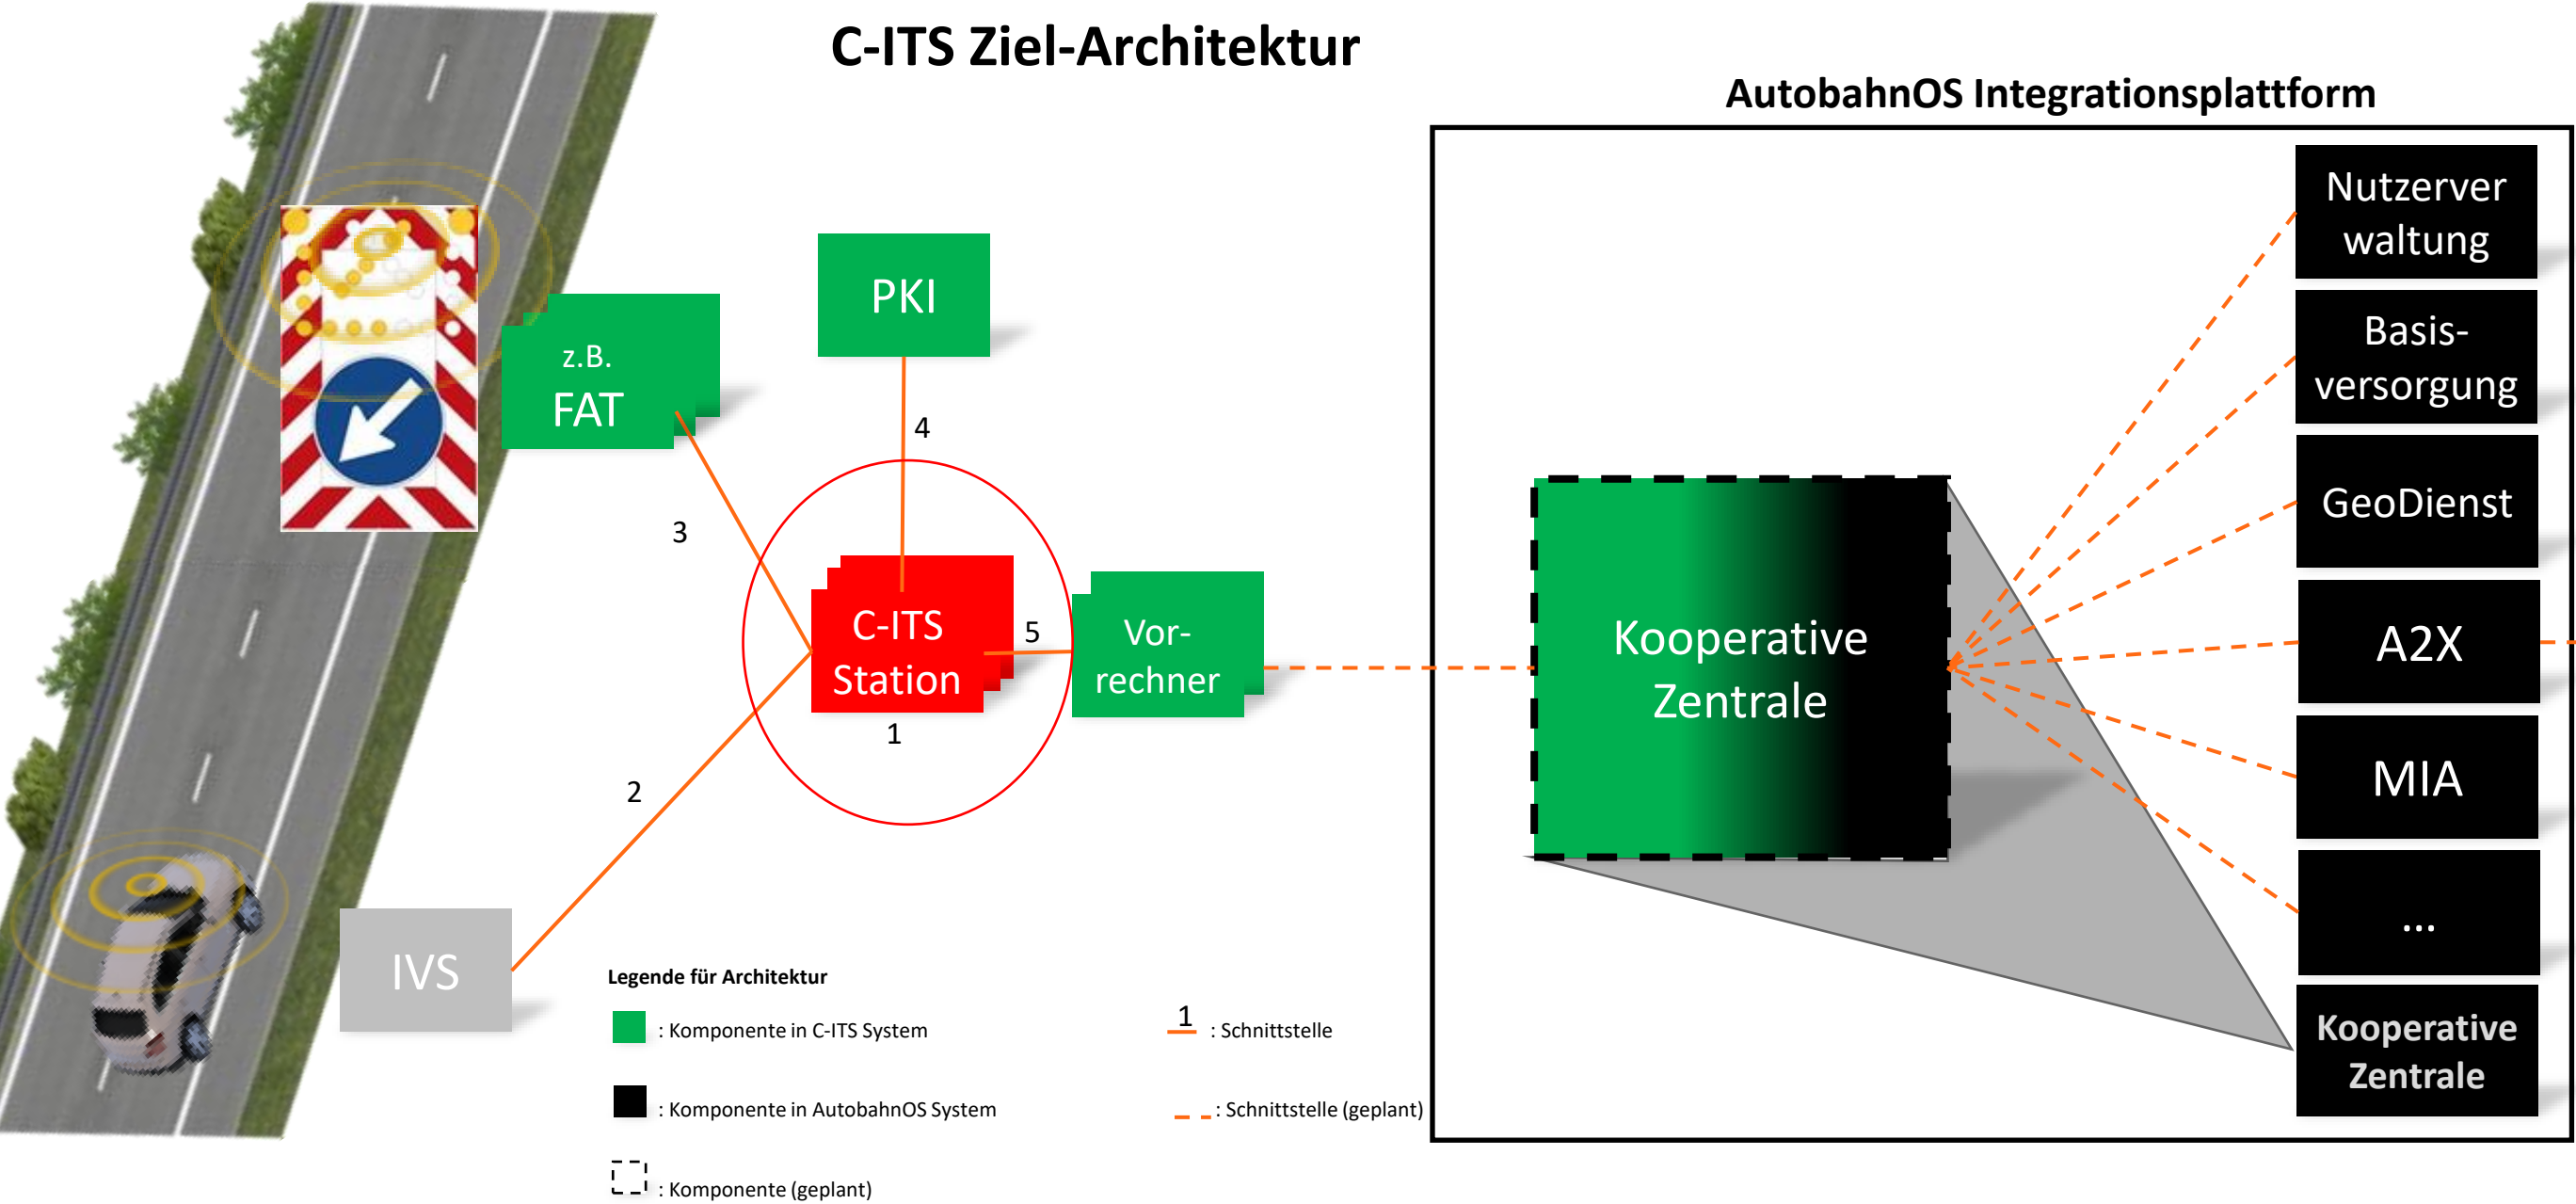 C-ITS Ziel-Architektur
AutobahnOS Integrationsplattform
Nutzerver
waltung
Basis-
versorgung
GeoDienst
A2X
MIA
...
Kooperative
Zentrale
PKI
z.B.
FAT
4
3
C-ITS
Station
1
5
Vor-
rechner
Kooperative
Zentrale
2
IVS
Legende für Architektur
: Komponente in C-ITS System
: Komponente in AutobahnOS System
: Komponente (geplant)
1
: Schnittstelle
: Schnittstelle (geplant)